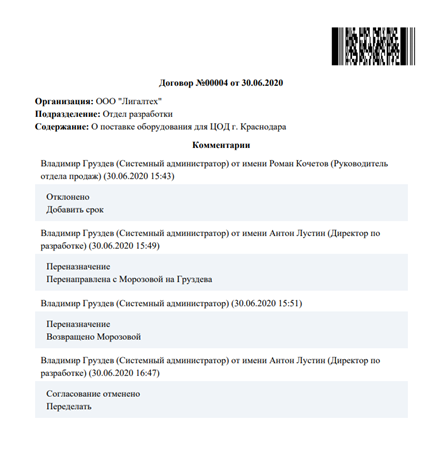 Договор №00004 от 30.06.2020
Организация: ООО "Лигалтех"
Подразделение: Отдел разработки
Содержание: О поставке оборудования для ЦОД г. Краснодара
Комментарии
Владимир Груздев (Системный администратор) от имени Роман Кочетов (Руководитель
отдела продаж) (30.06.2020 15:43)
Отклонено
Добавить срок
Владимир Груздев (Системный администратор) от имени Антон Лустин (Директор по
разработке) (30.06.2020 15:49)
Переназначение
Перенаправлена с Морозовой на Груздева
Владимир Груздев (Системный администратор) (30.06.2020 15:51)
Переназначение
Возвращено Морозовой
Владимир Груздев (Системный администратор) от имени Антон Лустин (Директор по
разработке) (30.06.2020 16:47)
Согласование отменено
Переделать